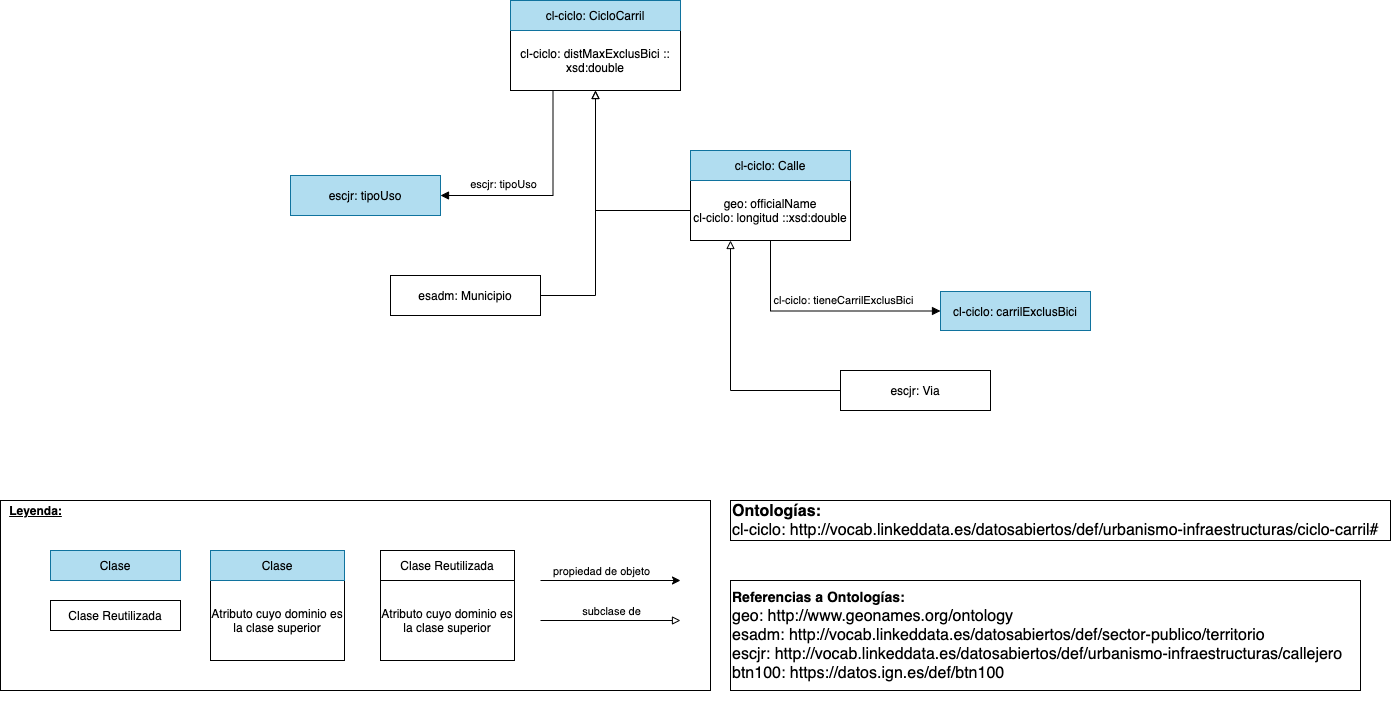 cl-ciclo: CicloCarril
cl-ciclo: distMaxExclusBici ::
xsd:double
cl-ciclo: Calle
escjr: tipoUso
escjr: tipoUso
geo: officialName
cl-ciclo: longitud ::xsd:double
esadm: Municipio
cl-ciclo: tieneCarrilExclusBici
cl-ciclo: carrilExclusBici
escjr: Via
Leyenda:
Clase
Clase Reutilizada
Clase
Atributo cuyo dominio es
la clase superior
Clase Reutilizada
Atributo cuyo dominio es
la clase superior
propiedad de objeto
subclase de
Ontologías:
cl-ciclo: http://vocab.linkeddata.es/datosabiertos/def/urbanismo-infraestructuras/ciclo-carril#
Referencias a Ontologías:
geo: http://www.geonames.org/ontology
esadm: http://vocab.linkeddata.es/datosabiertos/def/sector-publico/territorio
escjr: http://vocab.linkeddata.es/datosabiertos/def/urbanismo-infraestructuras/callejero
btn100: https://datos.ign.es/def/btn100